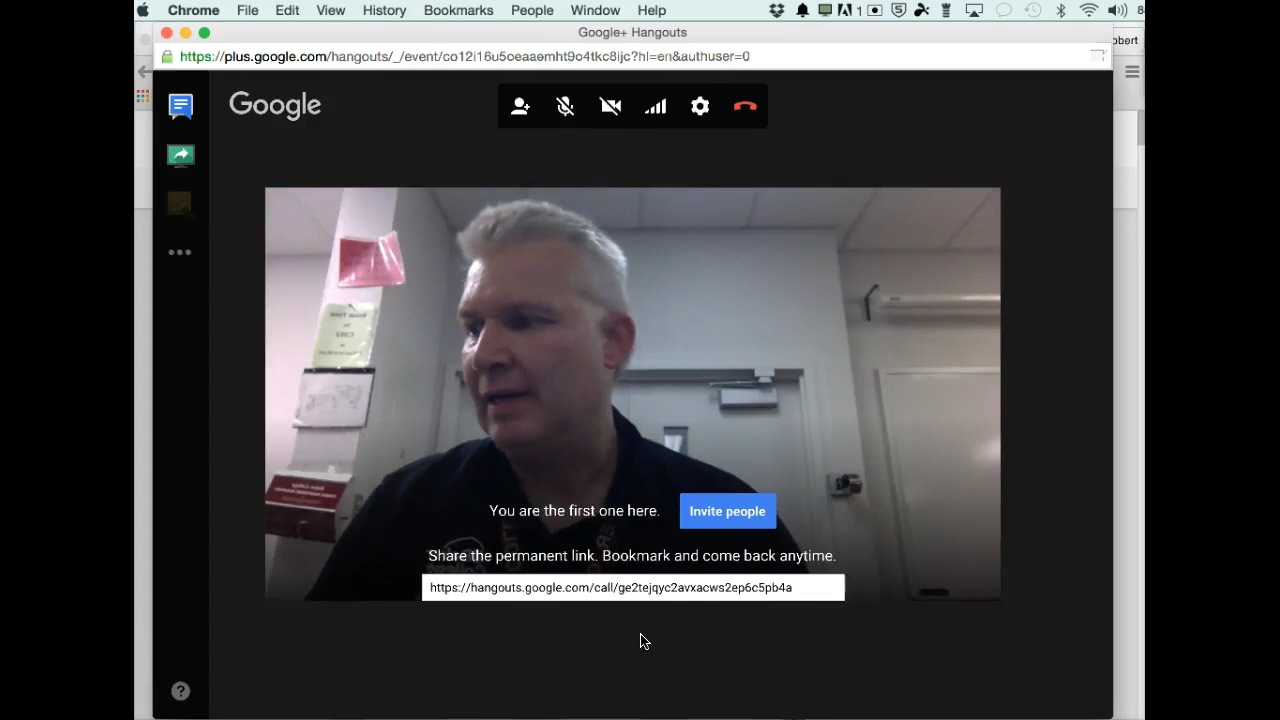 Chrome File Edit View History Bookmarks People Window Help 1 8
Google+ Hangouts
https://plus.google.com/hangouts/_/event/co12i16u5oeaaemht9o4tkc8ijc?hl=en&authuser=0
obert
Google
You are the first one here. Invite people
Share the permanent link. Bookmark and come back anytime.
https://hangouts.google.com/call/ge2tejqyc2avxacws2ep6c5pb4a